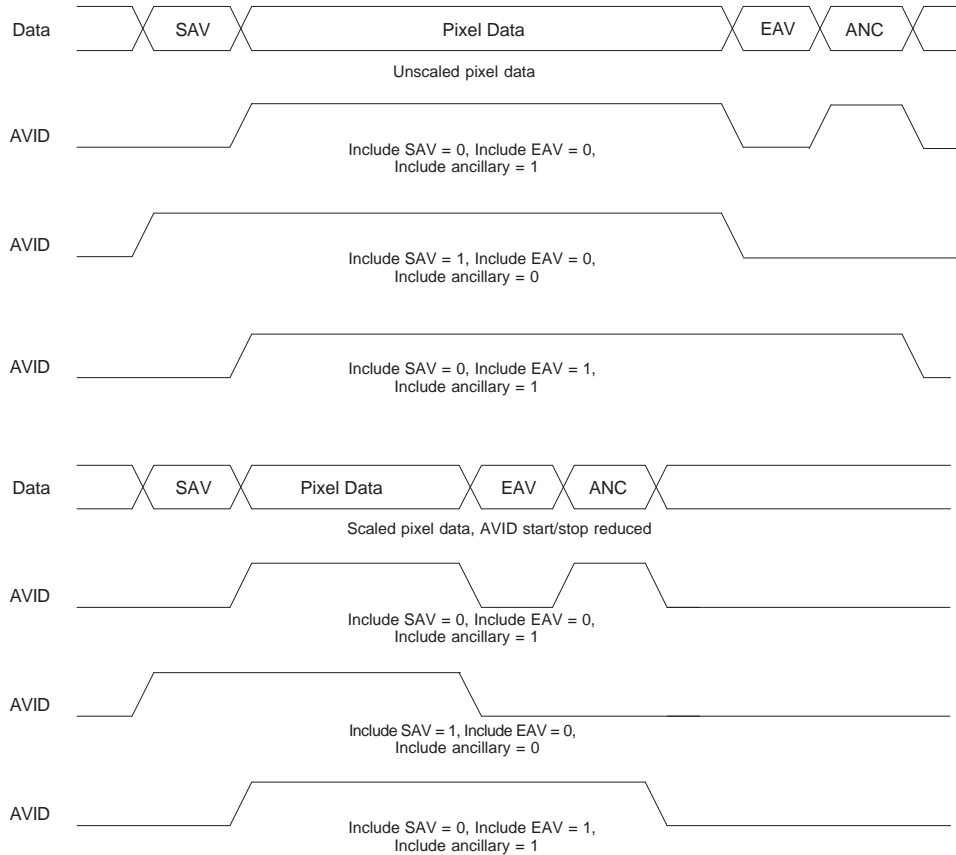 Data SAV Pixel Data EAV ANC
Unscaled pixel data
AVID
Include SAV = 0, Include EAV = 0,
Include ancillary = 1
AVID
Include SAV = 1, Include EAV = 0,
Include ancillary = 0
AVID
Include SAV = 0, Include EAV = 1,
Include ancillary = 1
Data SAV Pixel Data EAV ANC
Scaled pixel data, AVID start/stop reduced
AVID
Include SAV = 0, Include EAV = 0,
Include ancillary = 1
AVID
Include SAV = 1, Include EAV = 0,
Include ancillary = 0
AVID
Include SAV = 0, Include EAV = 1,
Include ancillary = 1